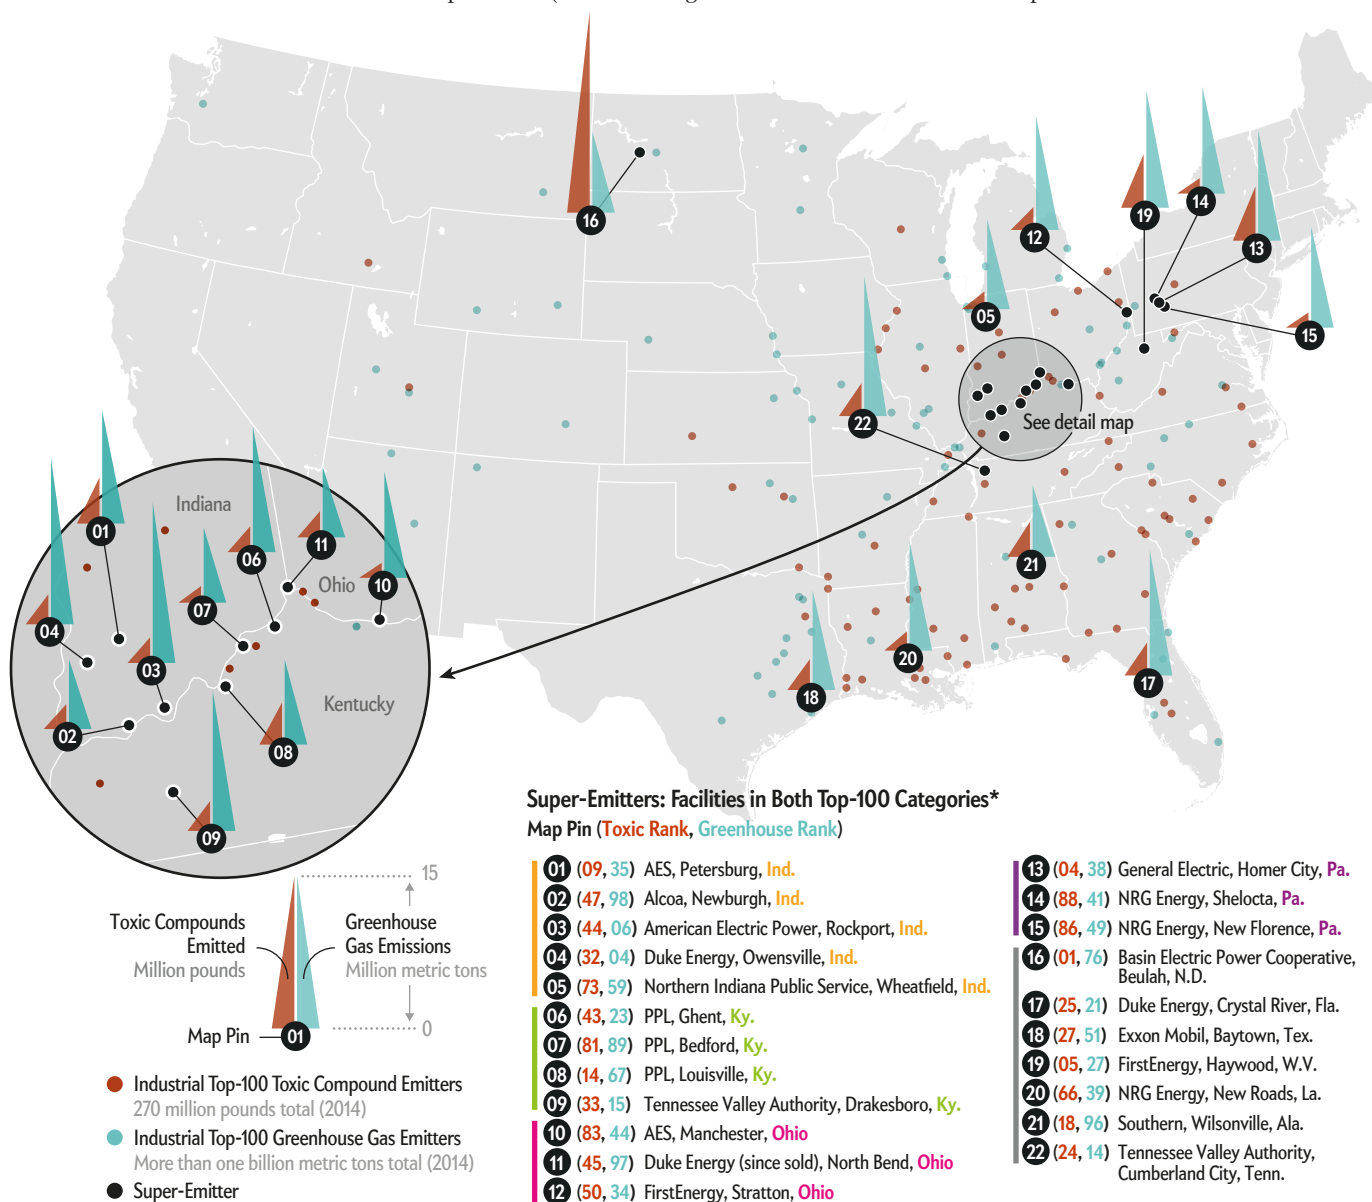 16
12
19
14
13
15
05
22
See detail map
21
20
18
17
Indiana
Ohio
Kentucky
01
04
03
02
06
07
11
10
08
09
15
0
Toxic Compounds
Emitted
Million pounds
Greenhouse
Gas Emissions
Million metric tons
Map Pin
01
Industrial Top-100 Toxic Compound Emitters
270 million pounds total (2014)
Industrial Top-100 Greenhouse Gas Emitters
More than one billion metric tons total (2014)
Super-Emitter
Super-Emitters: Facilities in Both Top-100 Categories*
Map Pin (Toxic Rank, Greenhouse Rank)
01 (09, 35) AES, Petersburg, Ind.
02 (47, 98) Alcoa, Newburgh, Ind.
03 (44, 06) American Electric Power, Rockport, Ind.
04 (32, 04) Duke Energy, Owensville, Ind.
05 (73, 59) Northern Indiana Public Service, Wheatfield, Ind.
06 (43, 23) PPL, Ghent, Ky.
07 (81, 89) PPL, Bedford, Ky.
08 (14, 67) PPL, Louisville, Ky.
09 (33, 15) Tennessee Valley Authority, Drakesboro, Ky.
10 (83, 44) AES, Manchester, Ohio
11 (45, 97) Duke Energy (since sold), North Bend, Ohio
12 (50, 34) FirstEnergy, Stratton, Ohio
13 (04, 38) General Electric, Homer City, Pa.
14 (88, 41) NRG Energy, Shelocta, Pa.
15 (86, 49) NRG Energy, New Florence, Pa.
16 (01, 76) Basin Electric Power Cooperative,
Beulah, N.D.
17 (25, 21) Duke Energy, Crystal River, Fla.
18 (27, 51) Exxon Mobil, Baytown, Tex.
19 (05, 27) FirstEnergy, Haywood, W.V.
20 (66, 39) NRG Energy, New Roads, La.
21 (18, 96) Southern, Wilsonville, Ala.
22 (24, 14) Tennessee Valley Authority,
Cumberland City, Tenn.